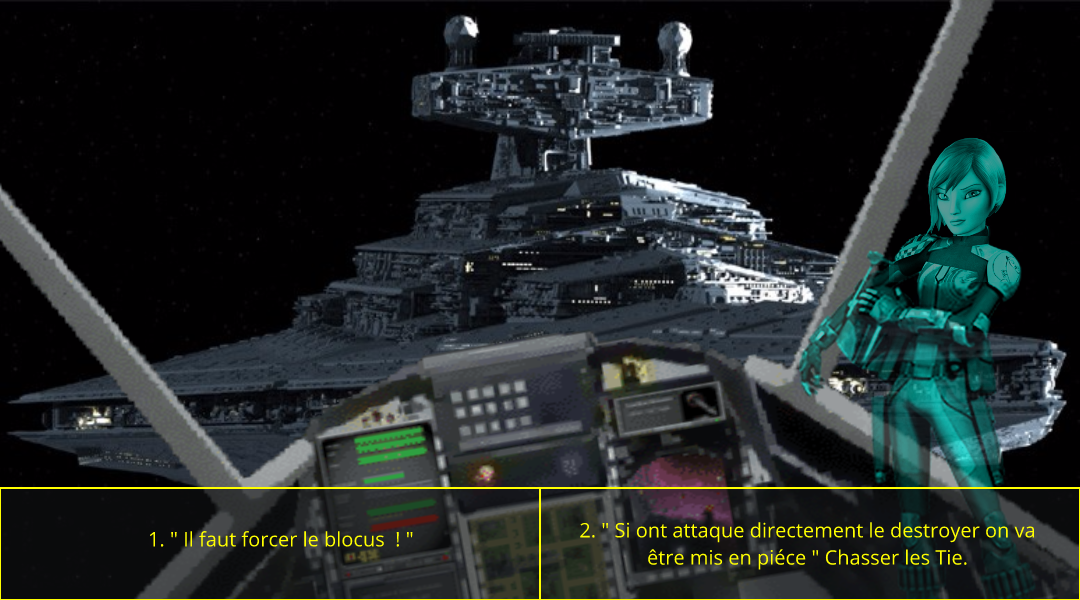 1. " Il faut forcer le blocus  ! "
2. " Si ont attaque directement le destroyer on va
être mis en piéce " Chasser les Tie.